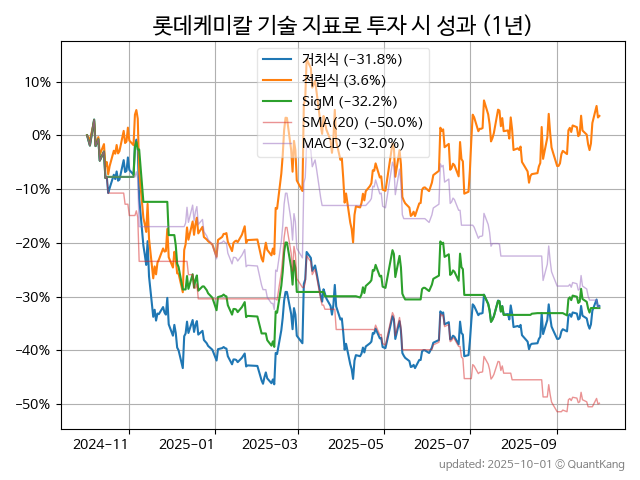 롯데케미칼 기술 지표로 투자 시 성과 (1년)
거치식 (−31.8%)
적립식 (3.6%)
SigM (−32.2%)
SMA(20) (−50.0%)
MACD (−32.0%)
10%
0%
−10%
−20%
−30%
−40%
−50%
2024-11
2025-01
2025-03
2025-05
2025-07
2025-09
updated: 2025-10-01 © QuantKang